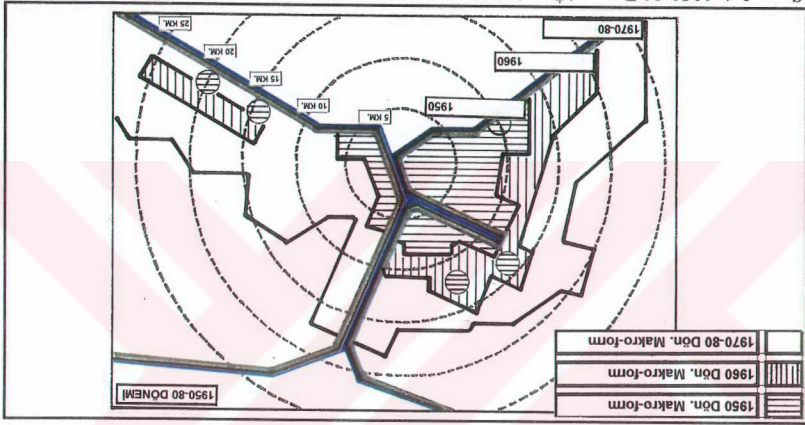 1950 Dön. Makro-form
1960 Dön. Makro-form
1970-80 Dön. Makro-form
1950-80 DÖNEMİ
5 KM.
10 KM.
15 KM.
20 KM.
25 KM.
1950
1960
1970-80